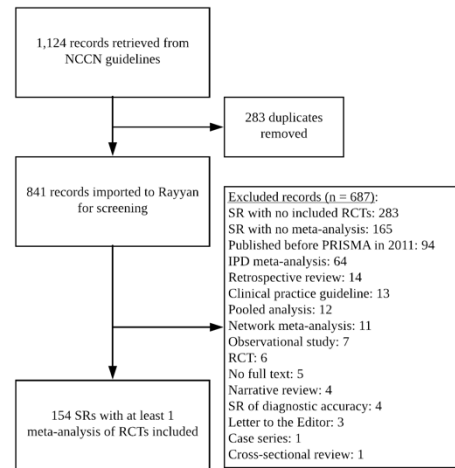 1,124 records retrieved from
NCCN guidelines
283 duplicates
removed
841 records imported to Rayyan
for screening
Excluded records (n = 687):
SR with no included RCTs: 283
SR with no meta-analysis: 165
Published before PRISMA in 2011: 94
IPD meta-analysis: 64
Retrospective review: 14
Clinical practice guideline: 13
Pooled analysis: 12
Network meta-analysis: 11
Observational study: 7
RCT: 6
No full text: 5
Narrative review: 4
SR of diagnostic accuracy: 4
Letter to the Editor: 3
Case series: 1
Cross-sectional review: 1
154 SRs with at least 1
meta-analysis of RCTs included